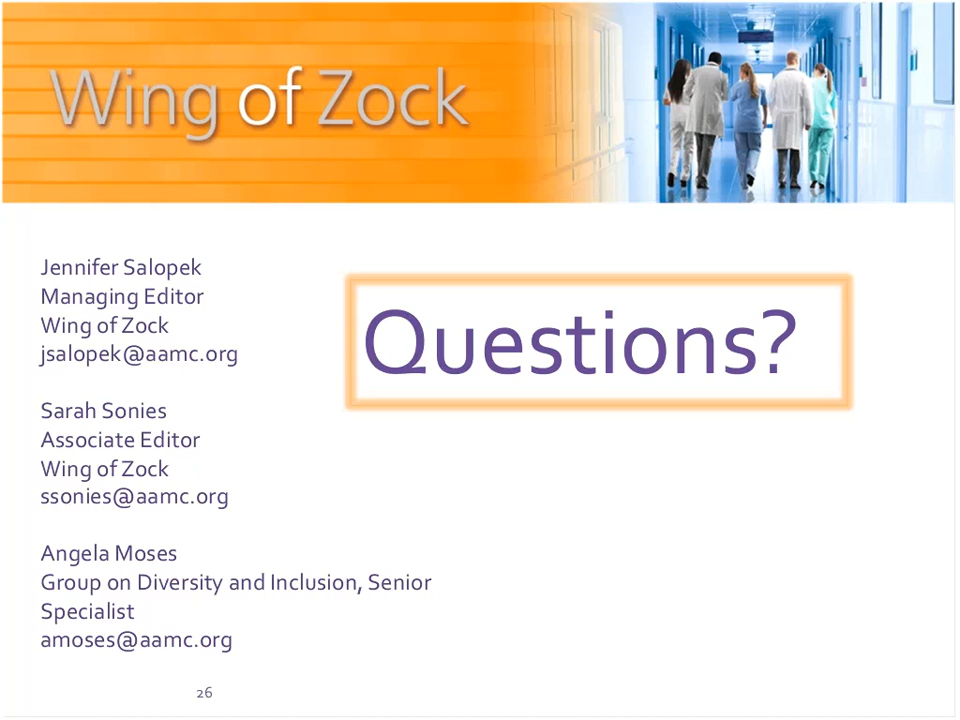 Wing of Zock
Jennifer Salopek
Managing Editor
Wing of Zock
jsalopek@aamc.org
Questions?
Sarah Sonies
Associate Editor
Wing of Zock
ssonies@aamc.org
Angela Moses
Group on Diversity and Inclusion, Senior
Specialist
amoses@aamc.org
26